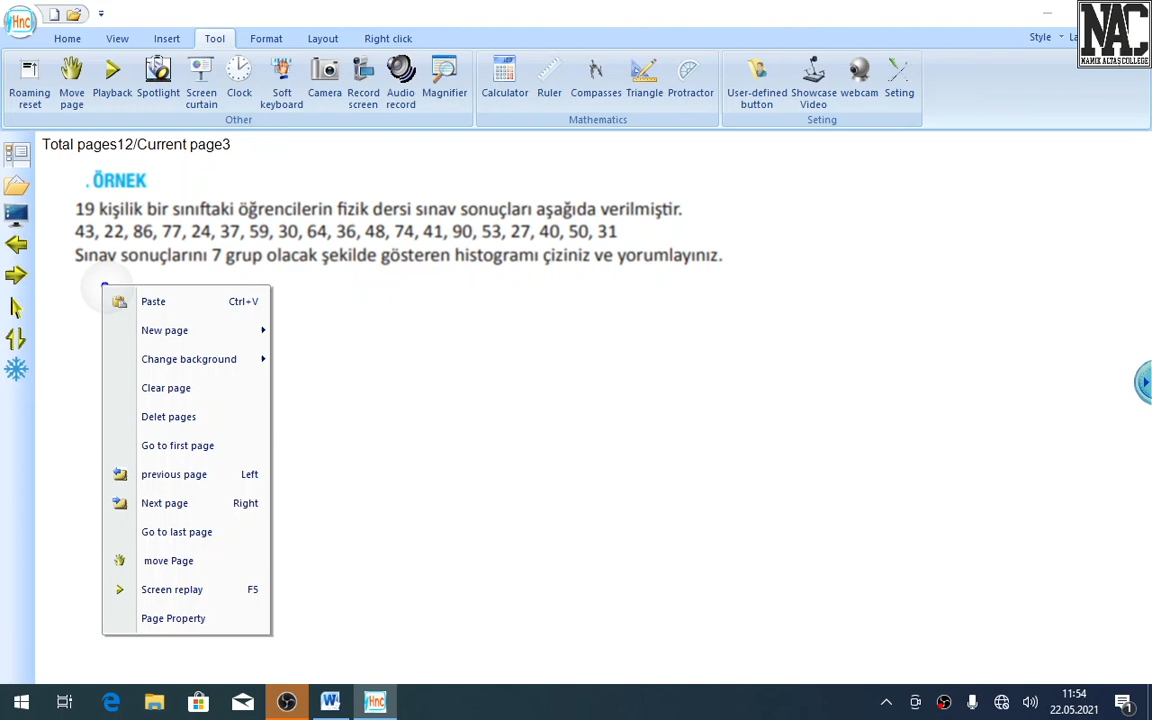 Hnc
Home View Insert Tool Format Layout Right click
Style
NAC
NAMIK ALTAS COLLEGE
Roaming reset
Move page
Playback
Spotlight
Screen curtain
Clock
Soft keyboard
Camera
Record screen
Audio record
Magnifier
Calculator
Ruler
Compasses
Triangle
Protractor
User-defined button
Showcase Video
webcam
Seting
Other
Mathematics
Seting
Total pages12/Current page3
. ÖRNEK
19 kişilik bir sınıftaki öğrencilerin fizik dersi sınav sonuçları aşağıda verilmiştir.
43, 22, 86, 77, 24, 37, 59, 30, 64, 36, 48, 74, 41, 90, 53, 27, 40, 50, 31
Sınav sonuçlarını 7 grup olacak şekilde gösteren histogramı çiziniz ve yorumlayınız.
Paste Ctrl+V
New page
Change background
Clear page
Delet pages
Go to first page
previous page Left
Next page Right
Go to last page
move Page
Screen replay F5
Page Property
Hnc
11:54
22.05.2021
1